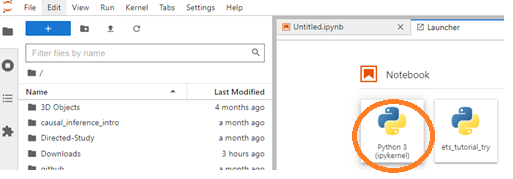 File Edit View Run Kernel Tabs Settings Help
Untitled.ipynb
Launcher
+
Filter files by name
/
Name Last Modified
3D Objects 4 months ago
causal_inference_intro a month ago
Directed-Study a month ago
Downloads 3 hours ago
github a month ago
Notebook
Python 3
(ipykernel)
ets_tutorial_try